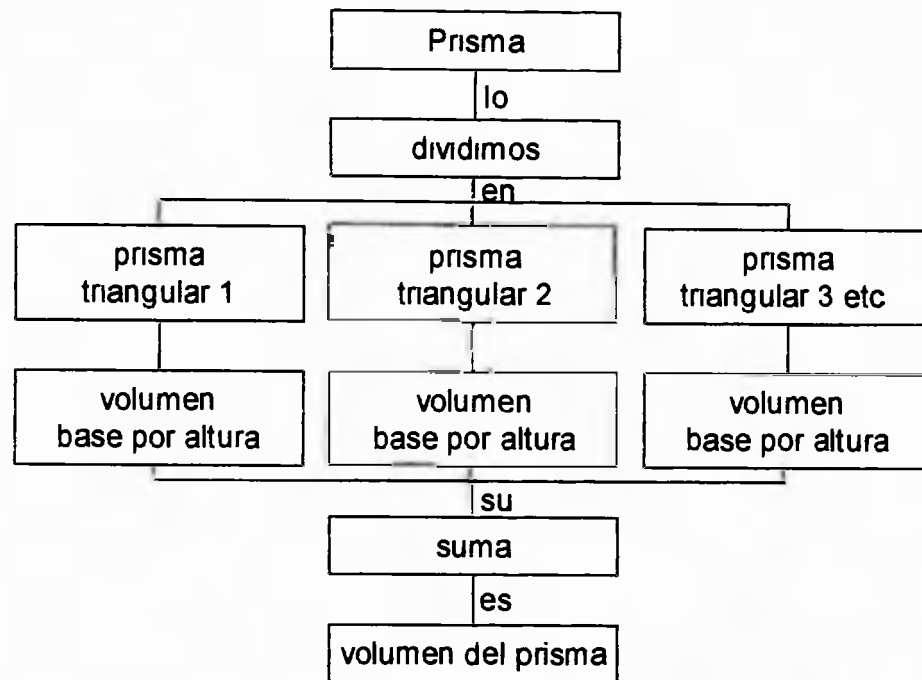 Prisma
lo
dividimos
en
prisma
triangular 1
prisma
triangular 2
prisma
triangular 3 etc
volumen
base por altura
volumen
base por altura
volumen
base por altura
su
suma
es
volumen del prisma